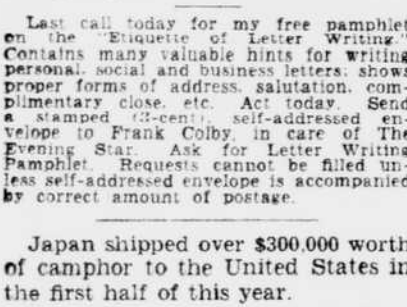 Last call today for my free pamphlet
on the "Etiquette of Letter Writing."
Contains many valuable hints for writing
personal, social and business letters; shows
proper forms of address, salutation, com-
plimentary close, etc. Act today. Send
a stamped (3-cent), self-addressed en-
velope to Frank Colby, in care of The
Evening Star. Ask for Letter Writing
Pamphlet. Requests cannot be filled un-
less self-addressed envelope is accompanied
by correct amount of postage.
Japan shipped over $300,000 worth
of camphor to the United States in
the first half of this year.